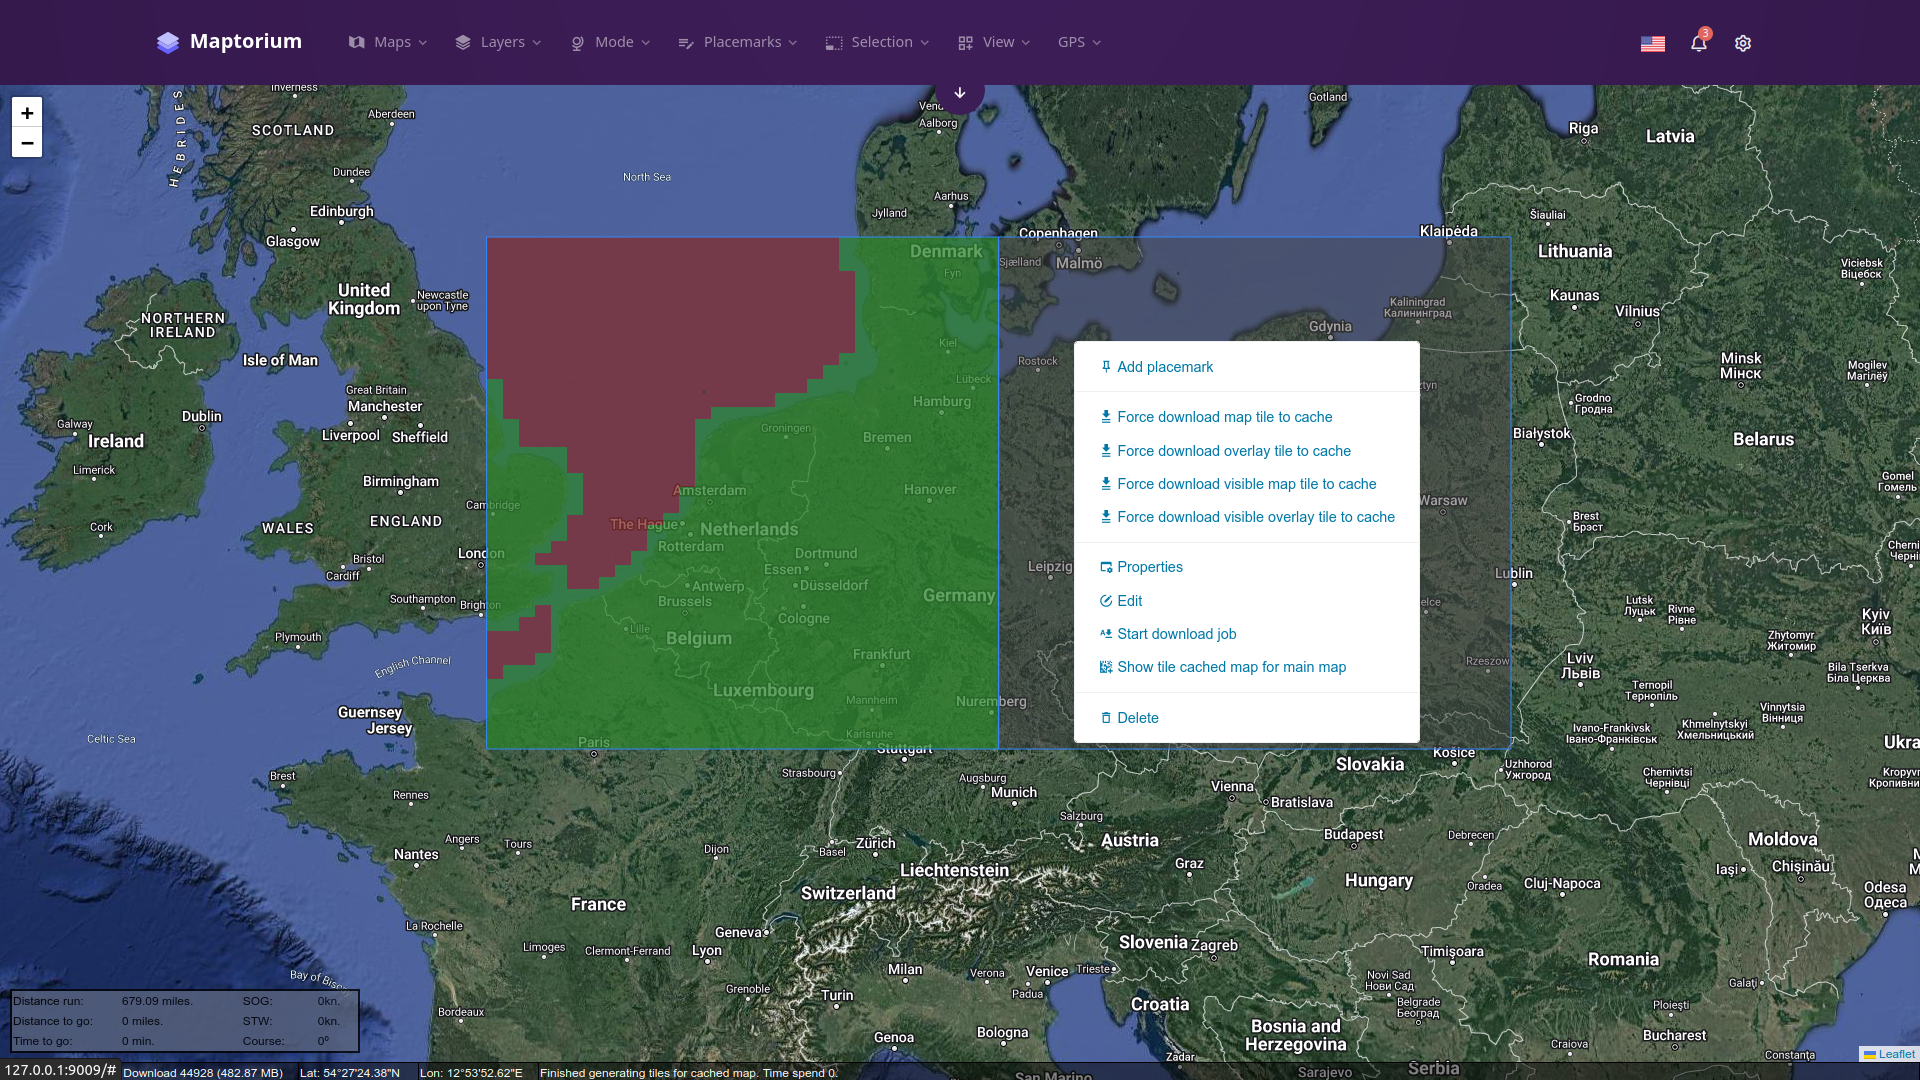 Maptorium
Maps
Layers
Mode
Placemarks
Selection
View
GPS
3
+
−
Inverness
HEBRIDES
SCOTLAND
Aberdeen
Dundee
Edinburgh
Glasgow
North Sea
Aalborg
Aarhus
Jylland
Gotland
Riga
Latvia
Šiauliai
Copenhagen
Klaipėda
Denmark
Sjælland
Malmö
Lithuania
Fyn
Viciebsk
Віцебск
United
Kingdom
Newcastle
upon Tyne
Kaliningrad
Калининград
Kaunas
Vilnius
NORTHERN
IRELAND
Gdynia
Isle of Man
Kiel
Rostock
Minsk
Мінск
Mogilev
Магілёў
Great Britain
Manchester
Lübeck
Hamburg
Grodno
Гродна
Galway
Dublin
Liverpool
Sheffield
Ireland
Groningen
Bremen
Białystok
Belarus
Limerick
Birmingham
Amsterdam
Hanover
Warsaw
Gomel
Гомель
Cambridge
Cork
WALES
ENGLAND
The Hague
Netherlands
Brest
Брэст
Rotterdam
London
Bristol
Cardiff
Dortmund
Essen
Düsseldorf
Leipzig
Lublin
Antwerp
Brussels
Southampton
Brighton
Germany
Cologne
Lutsk
Луцьк
Rivne
Рівне
Kyiv
Київ
Plymouth
Lille
Belgium
Zhytomyr
Житомир
English Channel
Frankfurt
Rzeszow
Lviv
Львів
Bila Tserkva
Біла Церква
Luxembourg
Mannheim
Nuremberg
Ternopil
Тернопіль
Guernsey
Jersey
Khmelnytskyi
Хмельницький
Vinnytsia
Вінниця
Ivano-Frankivsk
Івано-Франківськ
Celtic Sea
Paris
Karlsruhe
Stuttgart
Add placemark
Force download map tile to cache
Force download overlay tile to cache
Force download visible map tile to cache
Force download visible overlay tile to cache
Properties
Edit
Start download job
Show tile cached map for main map
Delete
Brest
Strasbourg
Augsburg
Munich
Košice
Slovakia
Uzhhorod
Ужгород
Chernivtsi
Чернівці
Rennes
Vienna
Bratislava
Salzburg
Angers
Tours
Dijon
Basel
Zürich
Austria
Budapest
Debrecen
Moldova
Nantes
Liechtenstein
Graz
Iași
Chișinău
Switzerland
Hungary
Oradea
Cluj-Napoca
Odesa
Одеса
France
La Rochelle
Geneva
Limoges
Clermont-Ferrand
Lyon
Slovenia
Zagreb
Timișoara
Romania
Milan
Verona
Venice
Trieste
Padua
Novi Sad
Нови Сад
Galați
Grenoble
Turin
Croatia
Belgrade
Београд
Ploiești
Bordeaux
Genoa
Bologna
Bosnia and
Herzegovina
Bucharest
Craiova
Constanța
Zadar
San Marino
Sarajevo
Serbia
Distance run: 679.09 miles. SOG: 0kn.
Distance to go: 0 miles. STW: 0kn.
Time to go: 0 min. Course: 0°
Leaflet
127.0.0.1:9009/#
Download 44928 (482.87 MB)
Lat: 54°27'24.38"N
Lon: 12°53'52.62"E
Finished generating tiles for cached map. Time spend 0.